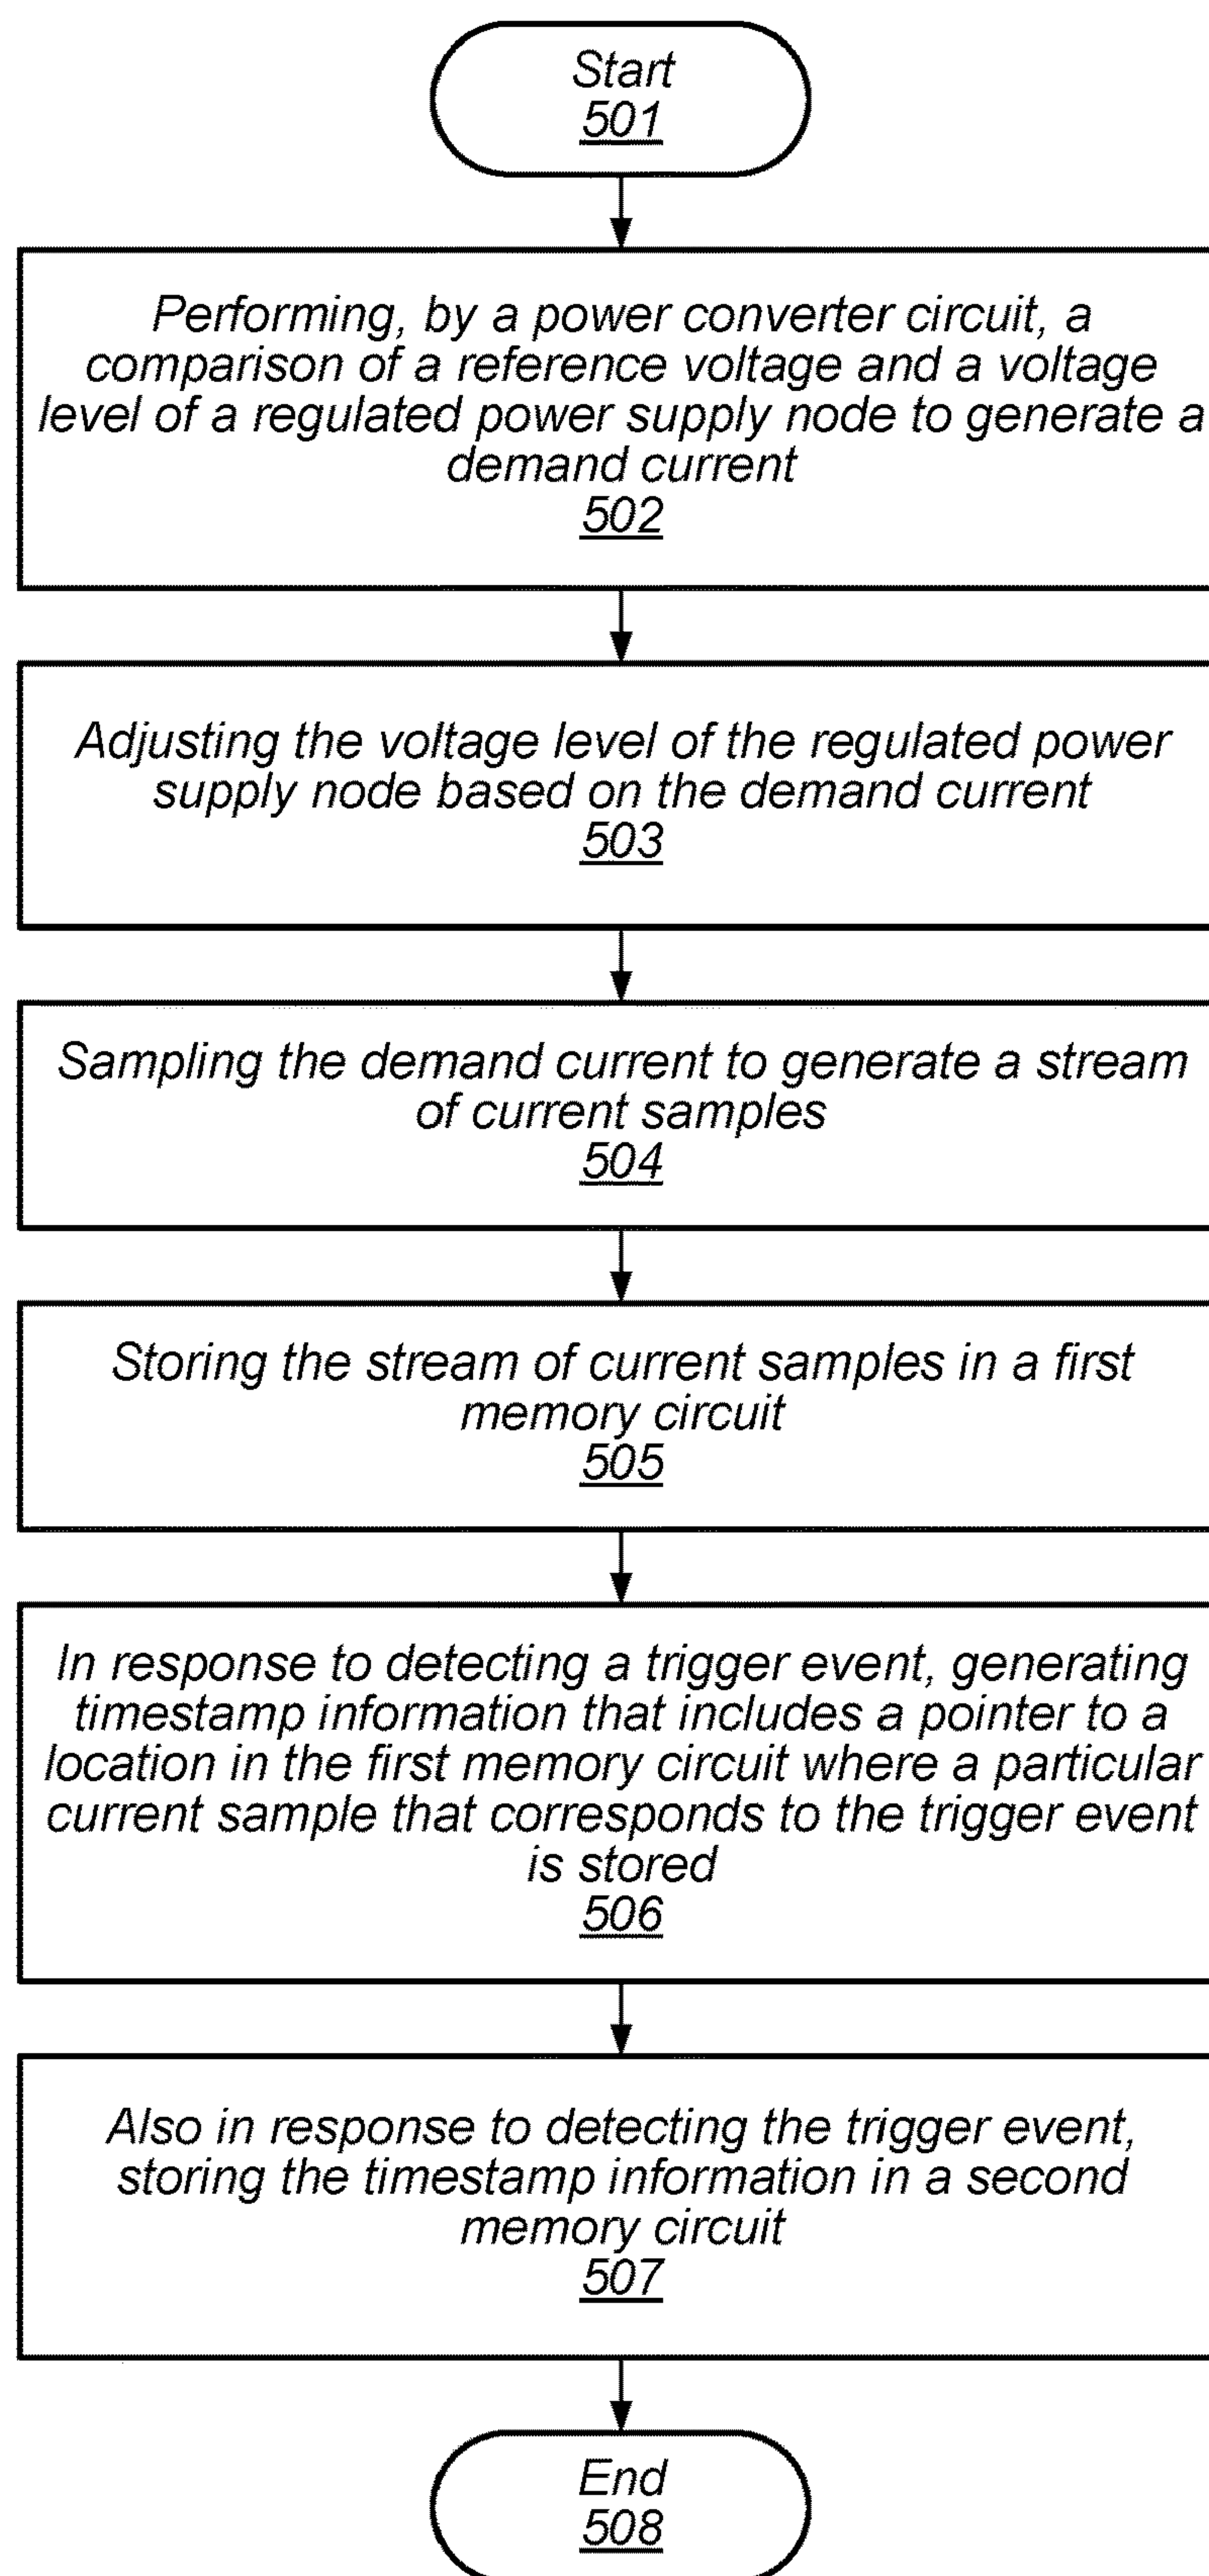 Start
501
Performing, by a power converter circuit, a
comparison of a reference voltage and a voltage
level of a regulated power supply node to generate a
demand current
502
Adjusting the voltage level of the regulated power
supply node based on the demand current
503
Sampling the demand current to generate a stream
of current samples
504
Storing the stream of current samples in a first
memory circuit
505
In response to detecting a trigger event, generating
timestamp information that includes a pointer to a
location in the first memory circuit where a particular
current sample that corresponds to the trigger event
is stored
506
Also in response to detecting the trigger event,
storing the timestamp information in a second
memory circuit
507
End
508